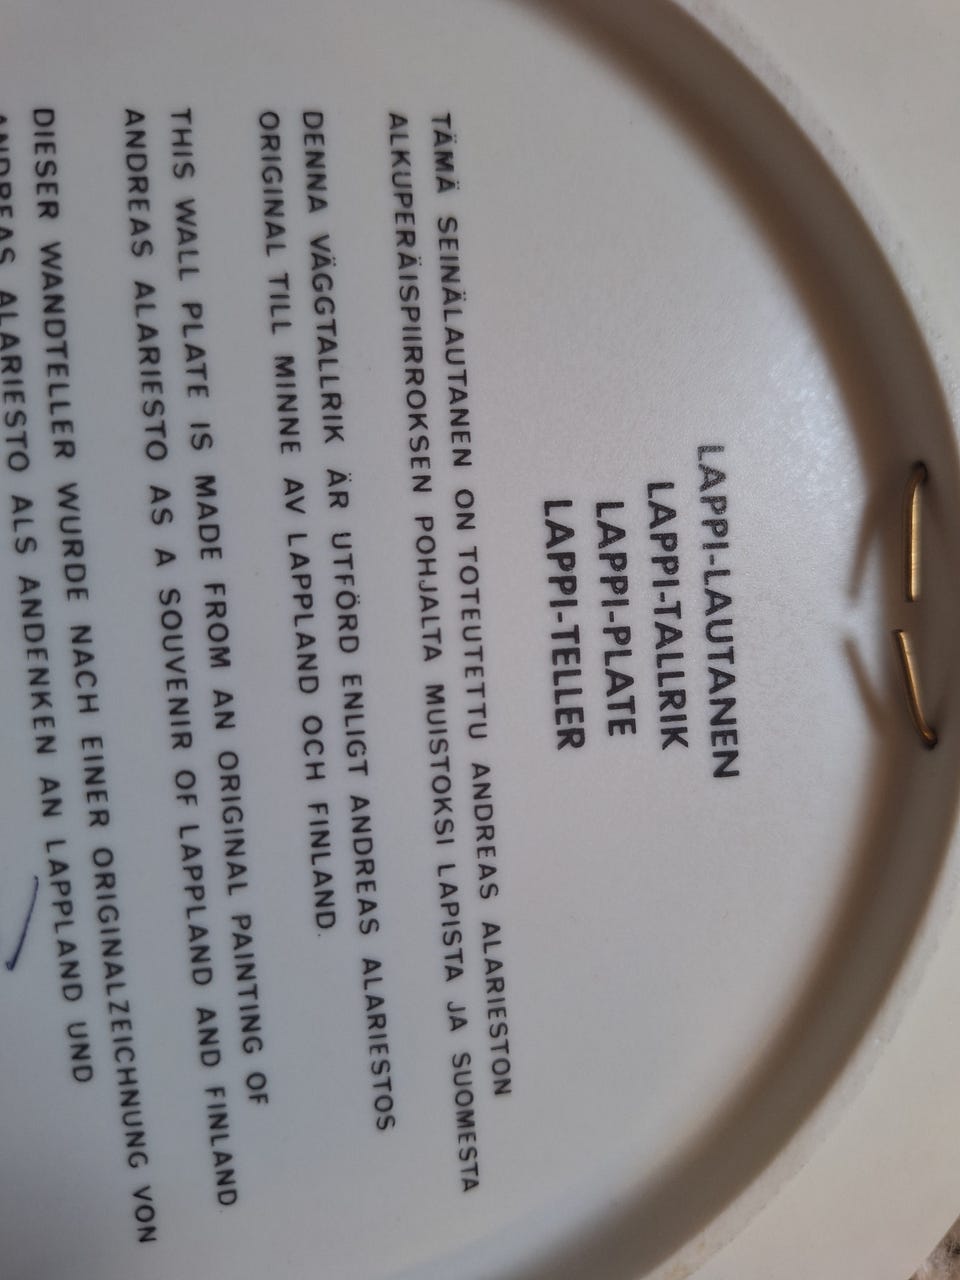 LAPPI-LAUTANEN
LAPPI-TALLRIK
LAPPI-PLATE
LAPPI-TELLER
TÄMÄ SEINÄLAUTANEN ON TOTEUTETTU ANDREAS ALARIESTON
ALKUPERÄISPIIRROKSEN POHJALTA MUISTOKSI LAPISTA JA SUOMESTA
DENNA VÄGGTALLRIK ÄR UTFÖRD ENLIGT ANDREAS ALARIESTOS
ORIGINAL TILL MINNE AV LAPPLAND OCH FINLAND.
THIS WALL PLATE IS MADE FROM AN ORIGINAL PAINTING OF
ANDREAS ALARIESTO AS A SOUVENIR OF LAPPLAND AND FINLAND
DIESER WANDTELLER WURDE NACH EINER ORIGINALZEICHNUNG VON
ANDREAS ALARIESTO ALS ANDENKEN AN LAPPLAND UND